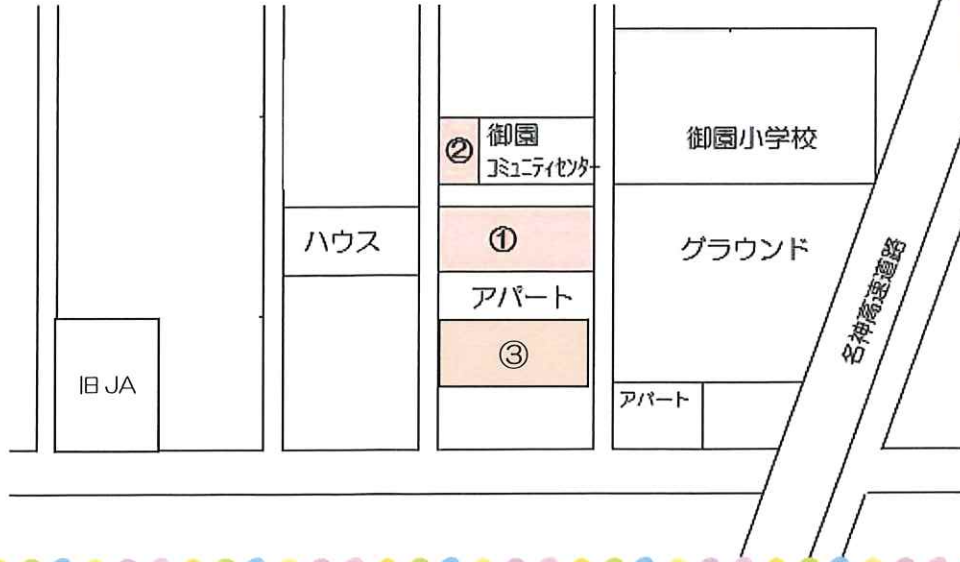 ②
御園
コミュニティセンター
御園小学校
ハウス
①
グラウンド
アパート
名神高速道路
③
旧JA
アパート